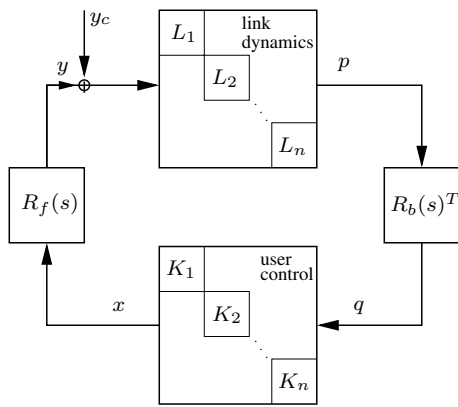 y_c
L_1
link
dynamics
y
L_2
p
L_n
R_f(s)
R_b(s)^T
K_1
user
control
x
K_2
q
K_n